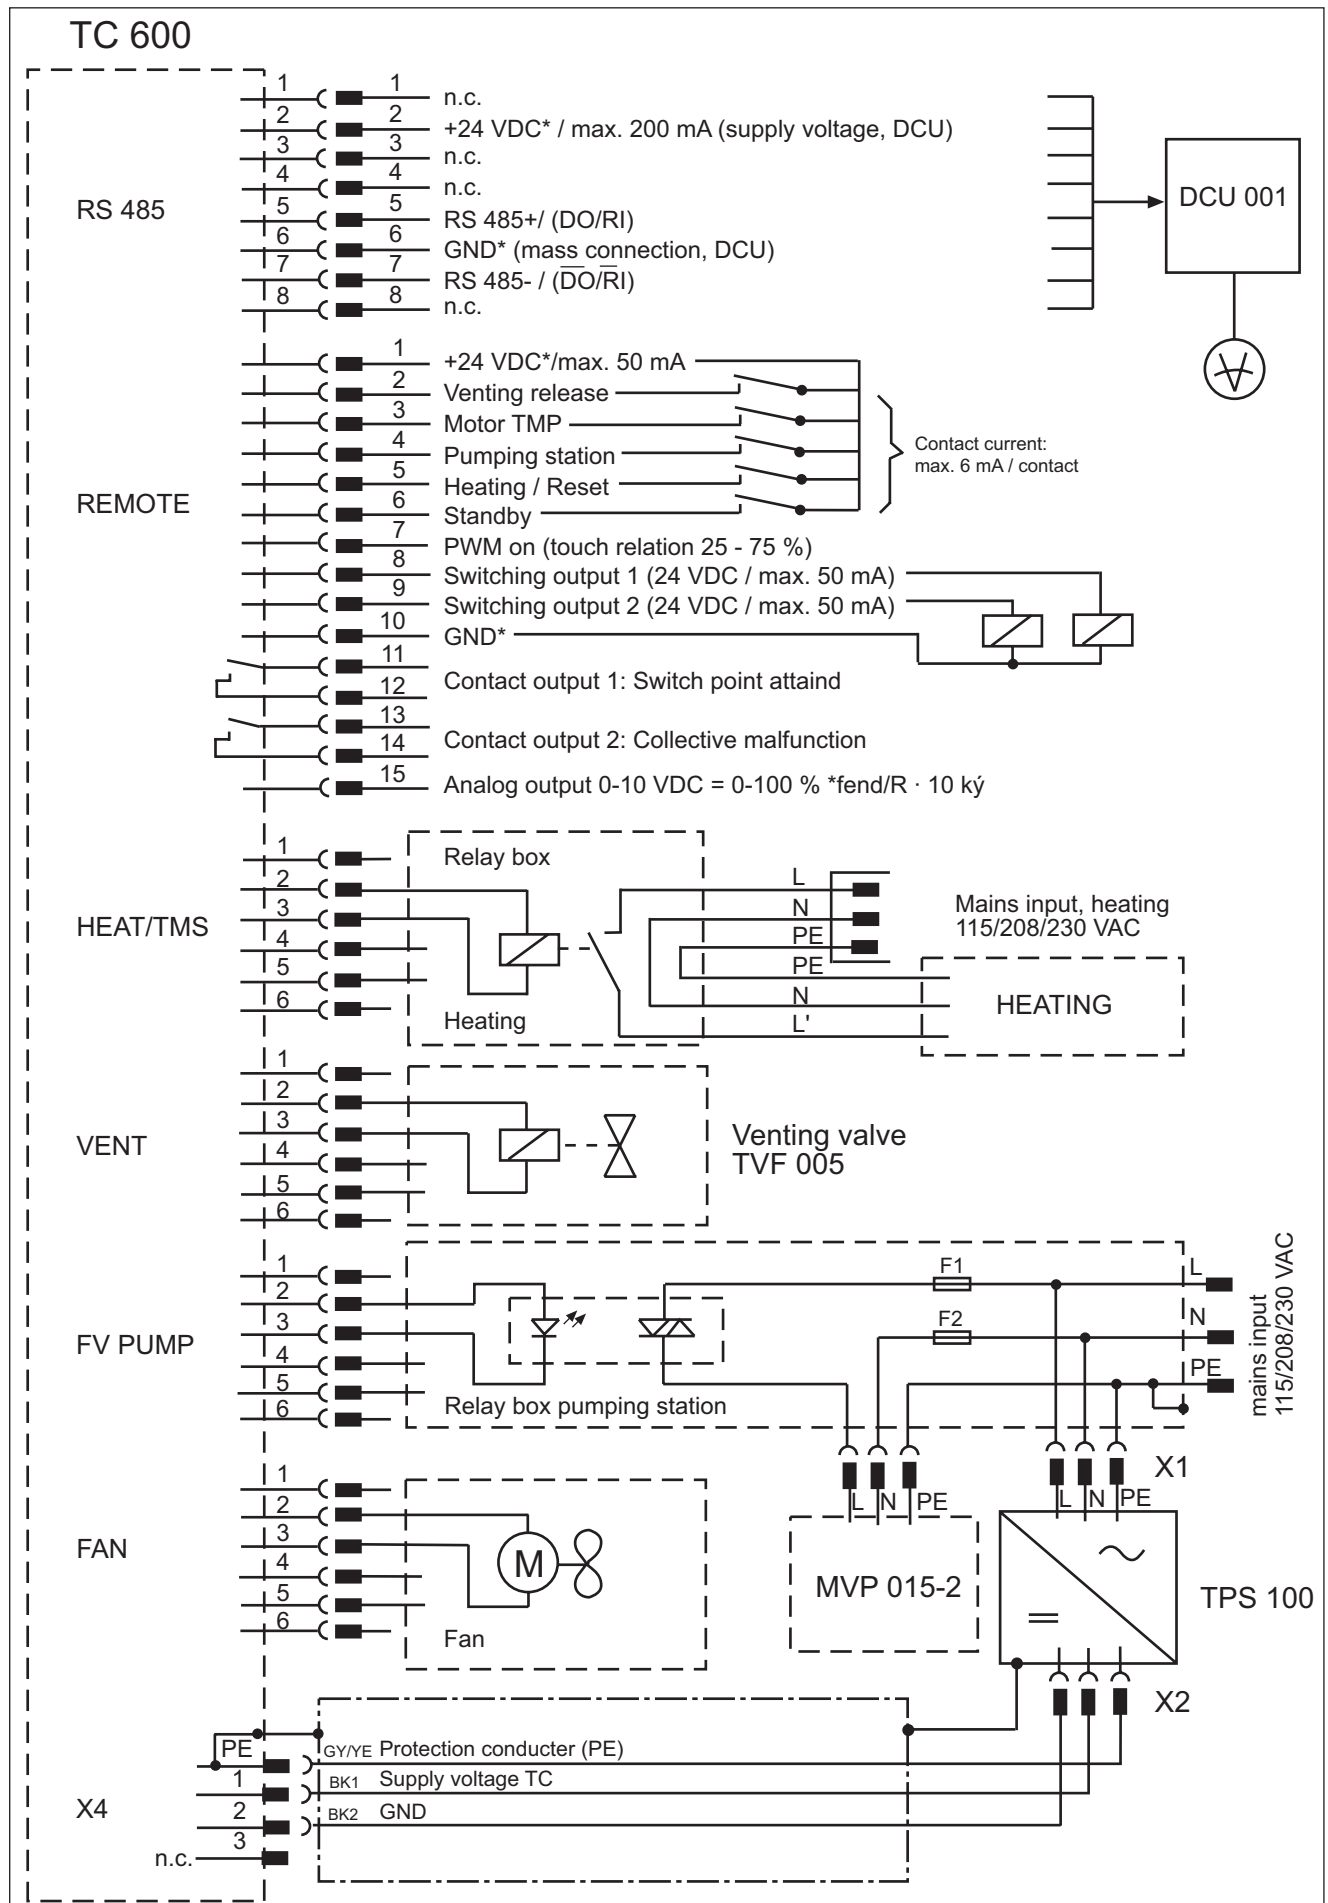 TC 600
RS 485
1 1 n.c.
2 2 +24 VDC* / max. 200 mA (supply voltage, DCU)
3 3 n.c.
4 4 n.c.
5 5 RS 485+/ (DO/RI)
6 6 GND* (mass connection, DCU)
7 7 RS 485- / (D̅O̅/R̅I̅)
8 8 n.c.
DCU 001
REMOTE
1 +24 VDC*/max. 50 mA
2 Venting release
3 Motor TMP
4 Pumping station
5 Heating / Reset
6 Standby
Contact current:
max. 6 mA / contact
7 PWM on (touch relation 25 - 75 %)
8 Switching output 1 (24 VDC / max. 50 mA)
9 Switching output 2 (24 VDC / max. 50 mA)
10 GND*
11
Contact output 1: Switch point attaind
12
13
Contact output 2: Collective malfunction
14
15 Analog output 0-10 VDC = 0-100 % *fend/R · 10 ký
HEAT/TMS
1
2
3
4
5
6
Relay box
Heating
L
N
PE
PE
N
L'
Mains input, heating
115/208/230 VAC
HEATING
VENT
1
2
3
4
5
6
Venting valve
TVF 005
FV PUMP
1
2
3
4
5
6
F1
F2
L
N
PE
mains input
115/208/230 VAC
Relay box pumping station
X1
L N PE
L N PE
FAN
1
2
3
4
5
6
M
Fan
MVP 015-2
TPS 100
X2
X4
PE GY/YE Protection conducter (PE)
1 BK1 Supply voltage TC
2 BK2 GND
3
n.c.